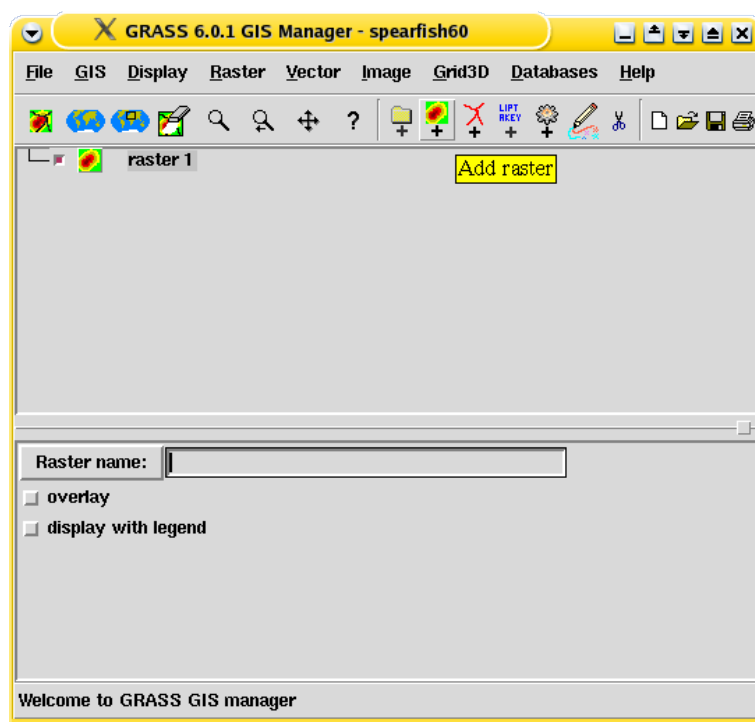 GRASS 6.0.1 GIS Manager - spearfish60
File GIS Display Raster Vector Image Grid3D Databases Help
? LIPT RKEY
raster 1
Add raster
Raster name:
overlay
display with legend
Welcome to GRASS GIS manager